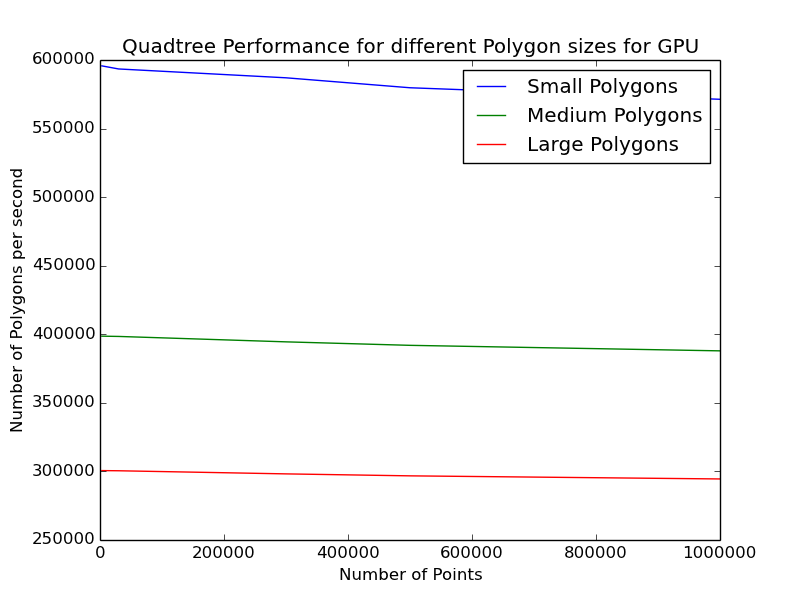 Quadtree Performance for different Polygon sizes for GPU
600000
550000
500000
450000
400000
350000
300000
250000
Number of Polygons per second
Small Polygons
Medium Polygons
Large Polygons
0
200000
400000
600000
800000
1000000
Number of Points